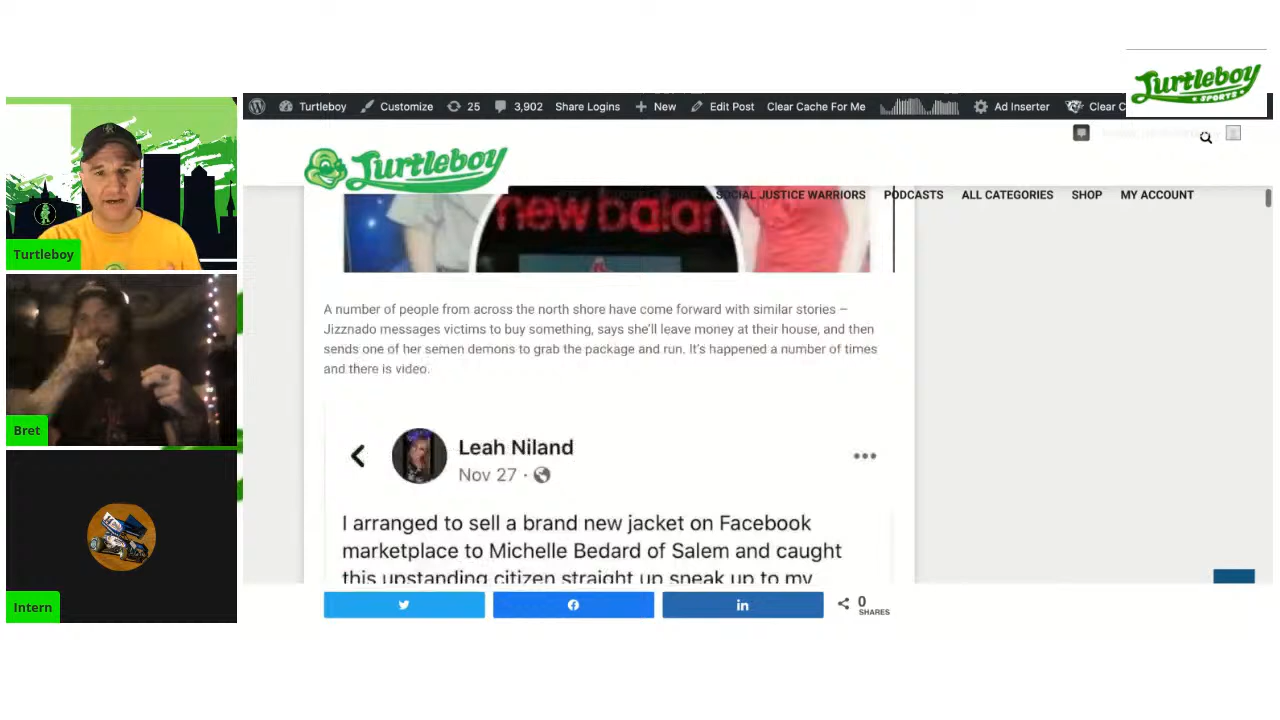 Turtleboy
SPORTS
Turtleboy
Customize
25
3,902
Share Logins
New
Edit Post
Clear Cache For Me
Ad Inserter
Clear C
Turtleboy
SOCIAL JUSTICE WARRIORS
PODCASTS
ALL CATEGORIES
SHOP
MY ACCOUNT
new balan
A number of people from across the north shore have come forward with similar stories –
Jizznado messages victims to buy something, says she'll leave money at their house, and then
sends one of her semen demons to grab the package and run. It's happened a number of times
and there is video.
Leah Niland
Nov 27 ·
I arranged to sell a brand new jacket on Facebook
marketplace to Michelle Bedard of Salem and caught
this upstanding citizen straight up sneak up to my
0
SHARES
Turtleboy
Bret
Intern